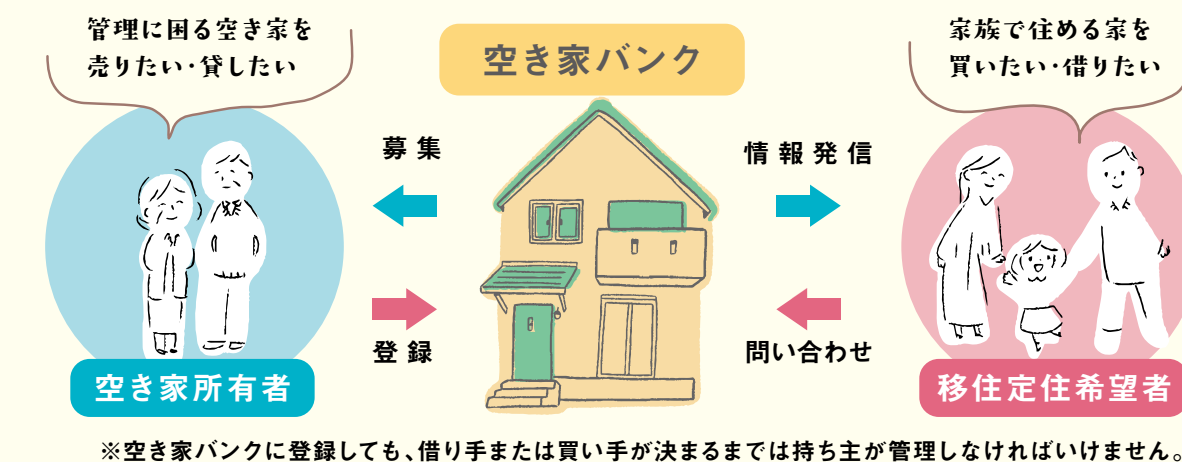 管理に困る空き家を
売りたい・貸したい
空き家バンク
家族で住める家を
買いたい・借りたい
募集
情報発信
登録
問い合わせ
空き家所有者
移住定住希望者
※空き家バンクに登録しても、借り手または買い手が決まるまでは持ち主が管理しなければいけません。